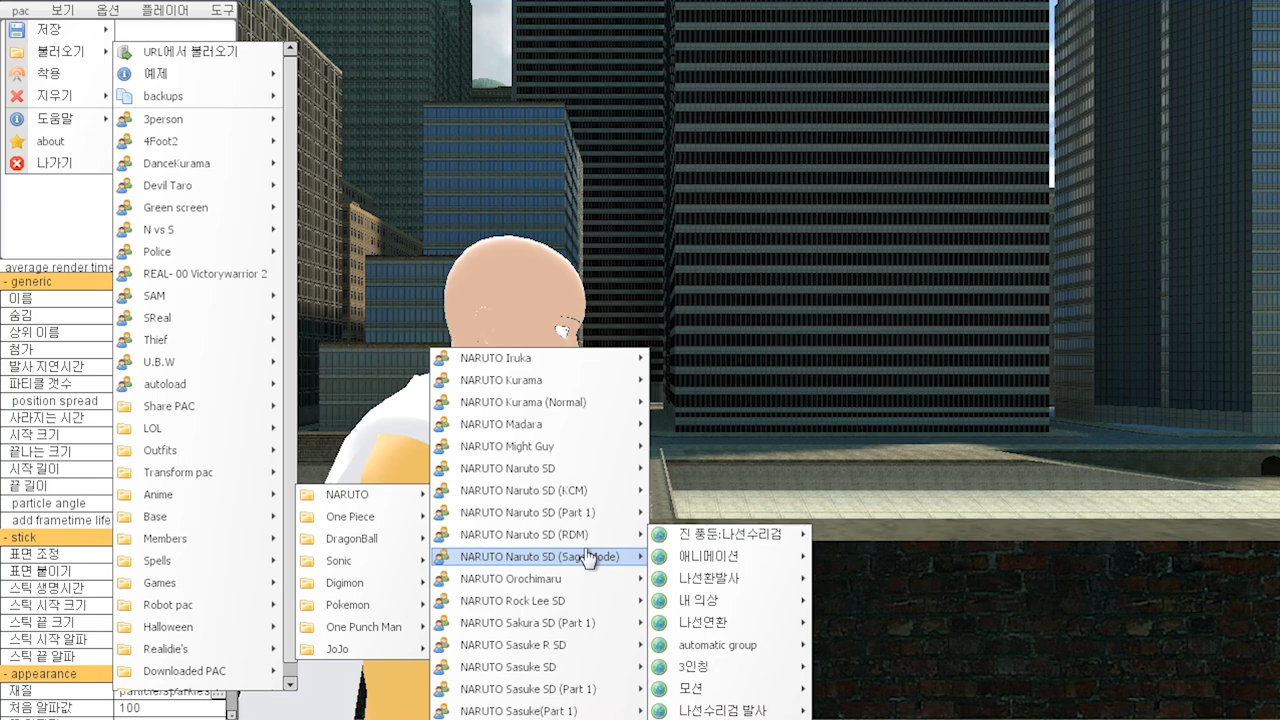 pac 보기 옵션 플레이어 도구
저장
불러오기
착용
지우기
도움말
about
나가기
URL에서 불러오기
예제
backups
3person
4Foot2
DanceKurama
Devil Taro
Green screen
N vs S
Police
REAL- 00 Victorywarrior 2
SAM
SReal
Thief
U.B.W
autoload
Share PAC
LOL
Outfits
Transform pac
Anime
Base
Members
Spells
Games
Robot pac
Halloween
Realidie's
Downloaded PAC
average render time
- generic
이름
숨김
상위 이름
첨가
발사 지연시간
파티클 갯수
position spread
사라지는 시간
시작 크기
끝나는 크기
시작 길이
끝 길이
particle angle
add frametime life
- stick
표면 조정
표면 붙이기
스틱 생명시간
스틱 시작 크기
스틱 끝 크기
스틱 시작 알파
스틱 끝 알파
- appearance
재질 particle/sparkles
처음 알파값 100
NARUTO
One Piece
DragonBall
Sonic
Digimon
Pokemon
One Punch Man
JoJo
NARUTO Iruka
NARUTO Kurama
NARUTO Kurama (Normal)
NARUTO Madara
NARUTO Might Guy
NARUTO Naruto SD
NARUTO Naruto SD (KCM)
NARUTO Naruto SD (Part 1)
NARUTO Naruto SD (RDM)
NARUTO Naruto SD (Sage Mode)
NARUTO Orochimaru
NARUTO Rock Lee SD
NARUTO Sakura SD (Part 1)
NARUTO Sasuke R SD
NARUTO Sasuke SD
NARUTO Sasuke SD (Part 1)
NARUTO Sasuke(Part 1)
진 풍둔:나선수리검
애니메이션
나선환발사
내 의상
나선연환
automatic group
3인칭
모션
나선수리검 발사